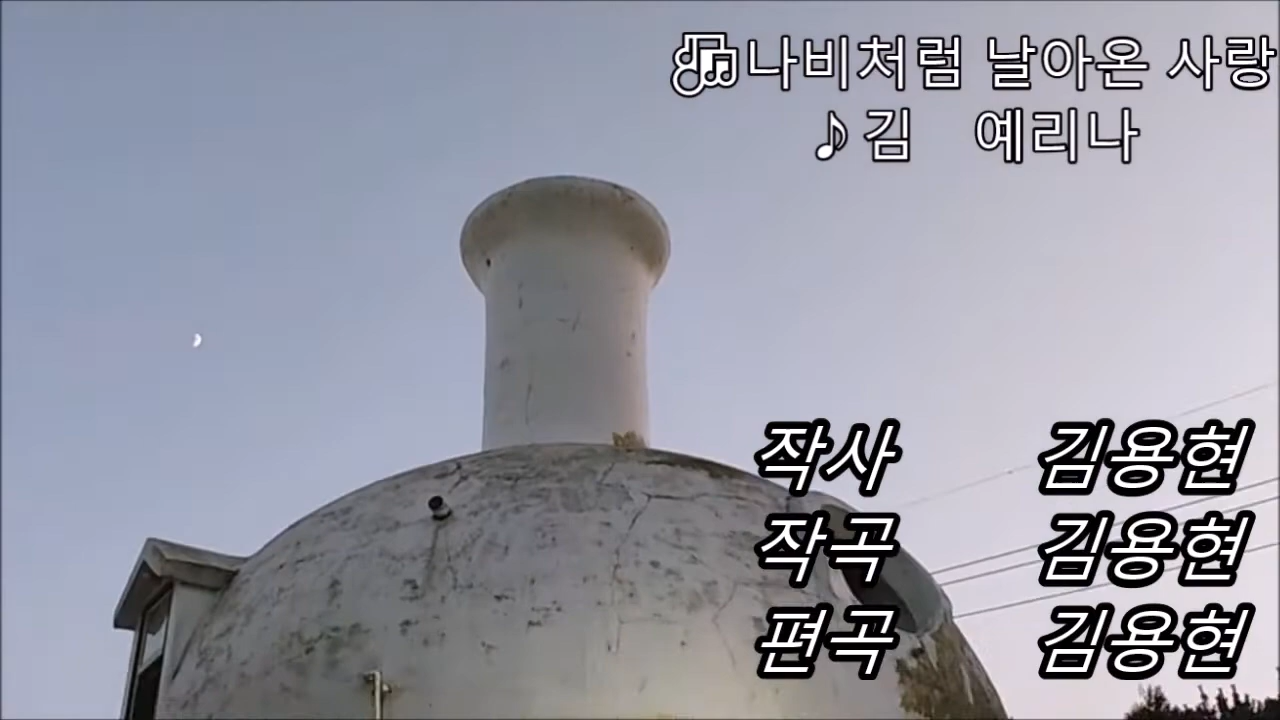 나비처럼 날아온 사랑
♪김 예리나
작사 김용현
작곡 김용현
편곡 김용현